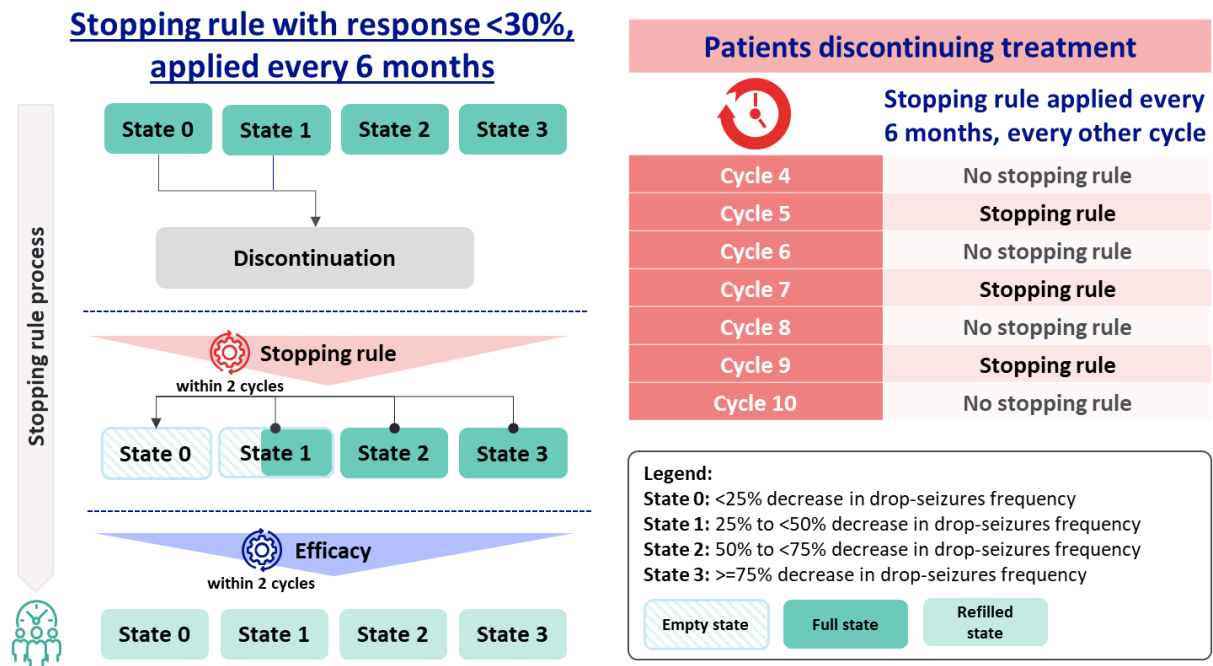 Stopping rule with response <30%,
applied every 6 months
Stopping rule process
State 0 State 1 State 2 State 3
Discontinuation
Stopping rule
within 2 cycles
State 0 State 1 State 2 State 3
Efficacy
within 2 cycles
State 0 State 1 State 2 State 3
Patients discontinuing treatment
Stopping rule applied every
6 months, every other cycle
Cycle 4 No stopping rule
Cycle 5 Stopping rule
Cycle 6 No stopping rule
Cycle 7 Stopping rule
Cycle 8 No stopping rule
Cycle 9 Stopping rule
Cycle 10 No stopping rule
Legend:
State 0: <25% decrease in drop-seizures frequency
State 1: 25% to <50% decrease in drop-seizures frequency
State 2: 50% to <75% decrease in drop-seizures frequency
State 3: >=75% decrease in drop-seizures frequency
Empty state
Full state
Refilled
state